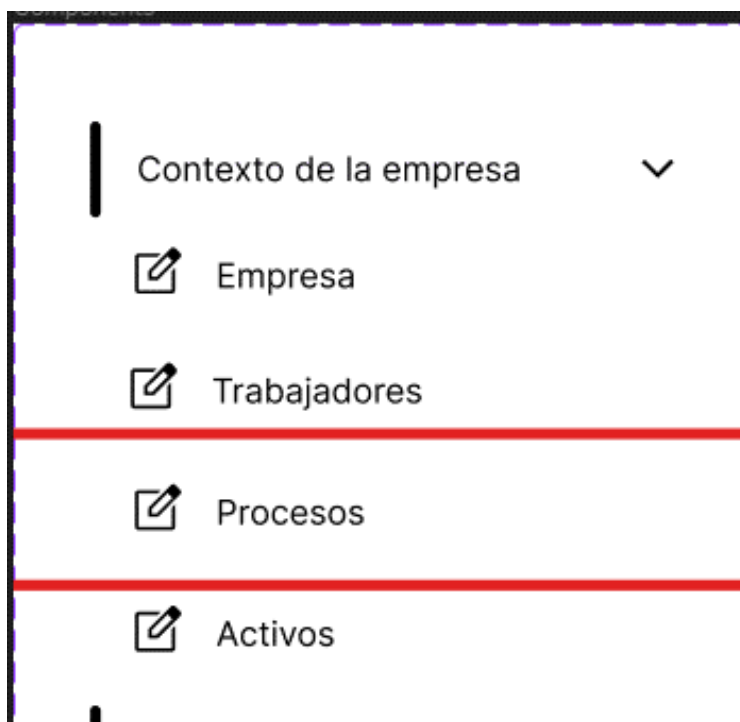 Contexto de la empresa
Empresa
Trabajadores
Procesos
Activos